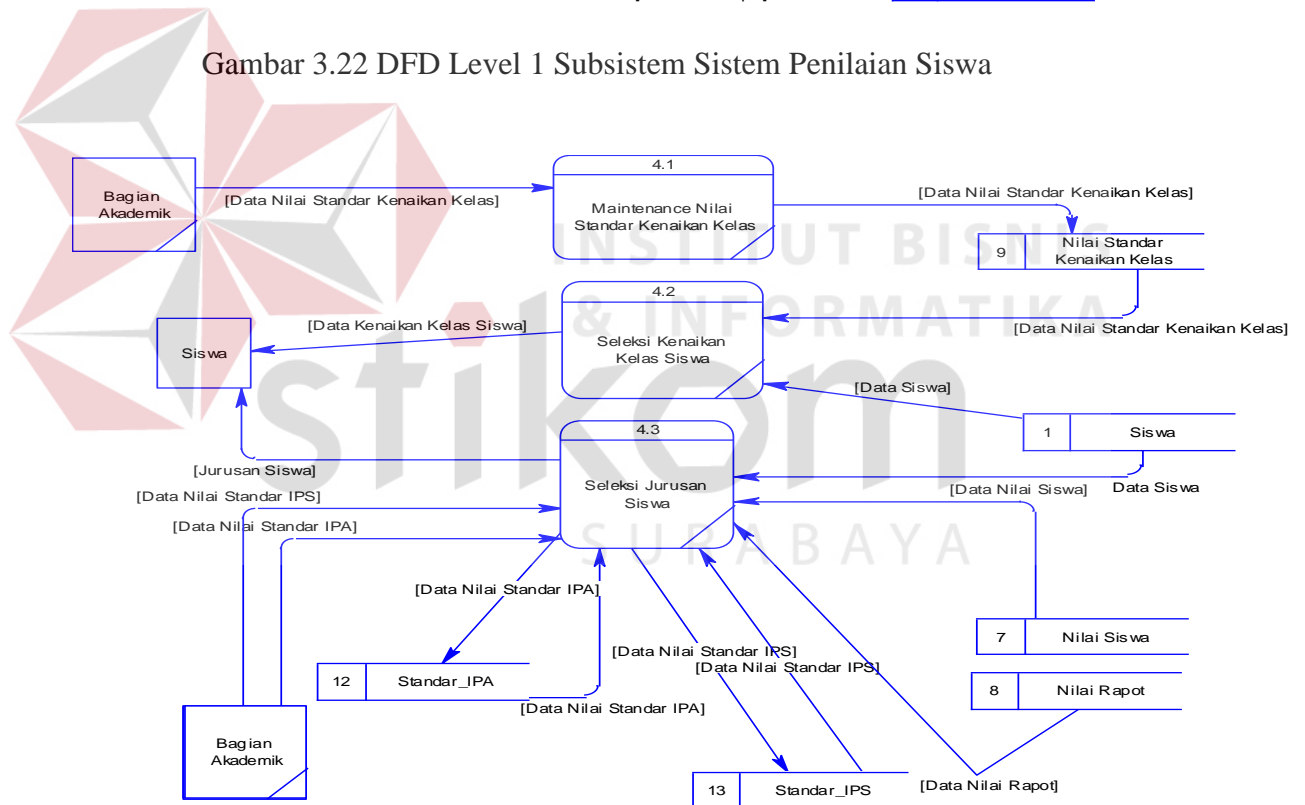 Gambar 3.22 DFD Level 1 Subsistem Sistem Penilaian Siswa
Bagian
Akademik
[Data Nilai Standar Kenaikan Kelas]
4.1
Maintenance Nilai
Standar Kenaikan Kelas
[Data Nilai Standar Kenaikan Kelas]
9
Nilai Standar
Kenaikan Kelas
INSTITUT BISNIS
& INFORMATIKA
stikom
SURABAYA
4.2
Seleksi Kenaikan
Kelas Siswa
[Data Kenaikan Kelas Siswa]
Siswa
[Data Nilai Standar Kenaikan Kelas]
[Data Siswa]
1
Siswa
4.3
Seleksi Jurusan
Siswa
[Jurusan Siswa]
[Data Nilai Standar IPS]
[Data Nilai Standar IPA]
[Data Nilai Siswa]
Data Siswa
[Data Nilai Standar IPA]
[Data Nilai Standar IPS]
[Data Nilai Standar IPS]
7
Nilai Siswa
12
Standar_IPA
8
Nilai Rapot
[Data Nilai Standar IPA]
Bagian
Akademik
13
Standar_IPS
[Data Nilai Rapot]